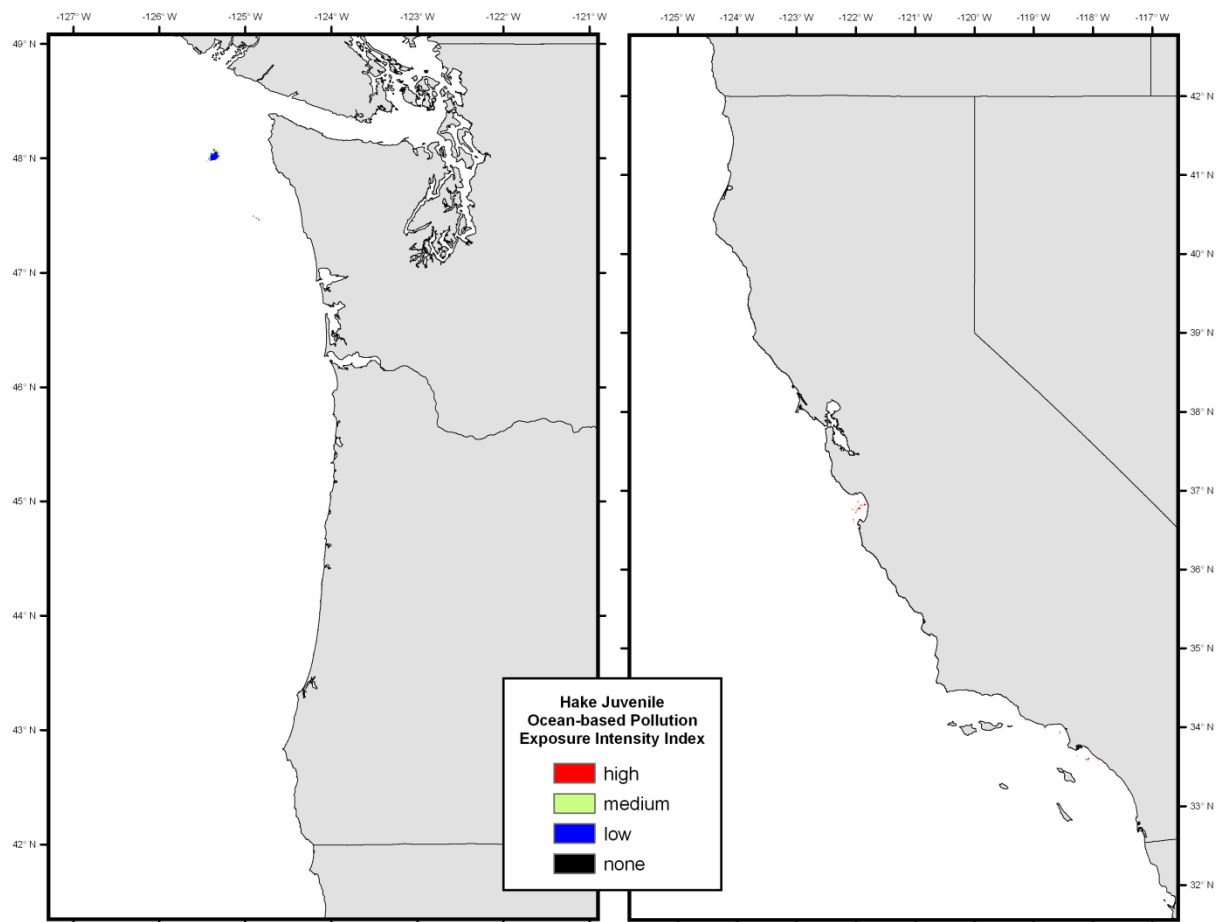 -127°W -126°W -125°W -124°W -123°W -122°W -121°W
-125°W -124°W -123°W -122°W -121°W -120°W -119°W -118°W -117°W
49° N
48° N
47° N
46° N
45° N
44° N
43° N
42° N
42° N
41° N
40° N
39° N
38° N
37° N
36° N
35° N
34° N
33° N
32° N
Hake Juvenile
Ocean-based Pollution
Exposure Intensity Index
high
medium
low
none